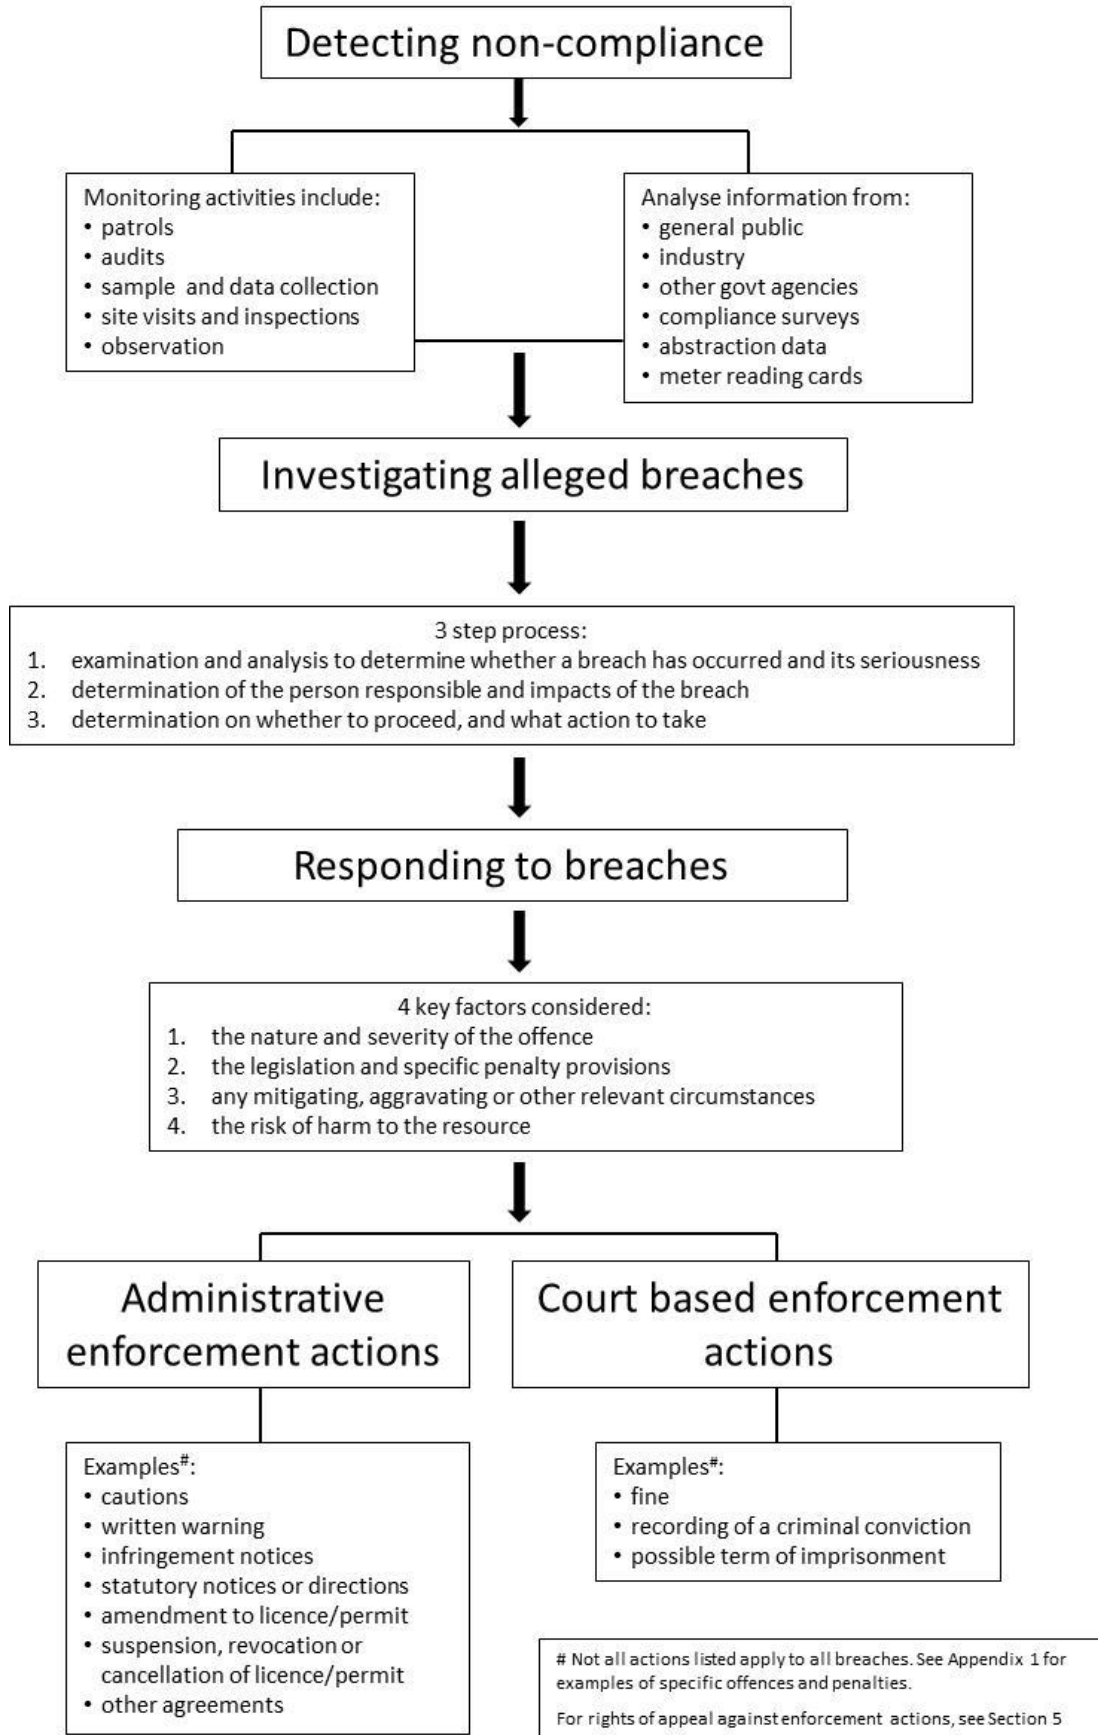 Detecting non-compliance
Monitoring activities include:
• patrols
• audits
• sample and data collection
• site visits and inspections
• observation
Analyse information from:
• general public
• industry
• other govt agencies
• compliance surveys
• abstraction data
• meter reading cards
Investigating alleged breaches
3 step process:
1. examination and analysis to determine whether a breach has occurred and its seriousness
2. determination of the person responsible and impacts of the breach
3. determination on whether to proceed, and what action to take
Responding to breaches
4 key factors considered:
1. the nature and severity of the offence
2. the legislation and specific penalty provisions
3. any mitigating, aggravating or other relevant circumstances
4. the risk of harm to the resource
Administrative
enforcement actions
Court based enforcement
actions
Examples#:
• cautions
• written warning
• infringement notices
• statutory notices or directions
• amendment to licence/permit
• suspension, revocation or
cancellation of licence/permit
• other agreements
Examples#:
• fine
• recording of a criminal conviction
• possible term of imprisonment
# Not all actions listed apply to all breaches. See Appendix 1 for
examples of specific offences and penalties.
For rights of appeal against enforcement actions, see Section 5